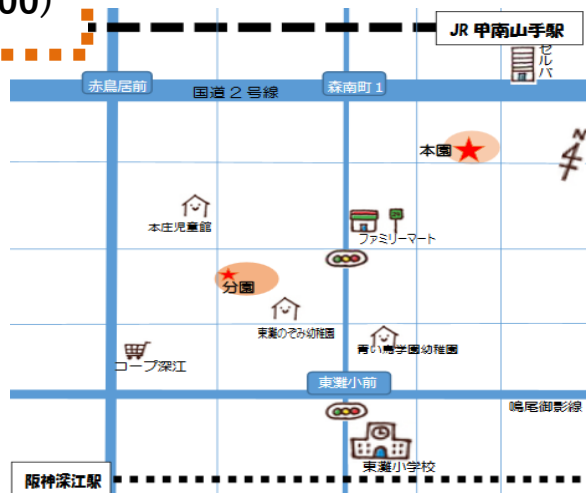 00)
JR 甲南山手駅
セルバ
赤鳥居前
国道２号線
森南町１
本園
N
本庄児童館
ファミリーマート
分園
東灘のぞみ幼稚園
青い鳥学園幼稚園
コープ深江
東灘小前
鳴尾御影線
東灘小学校
阪神深江駅